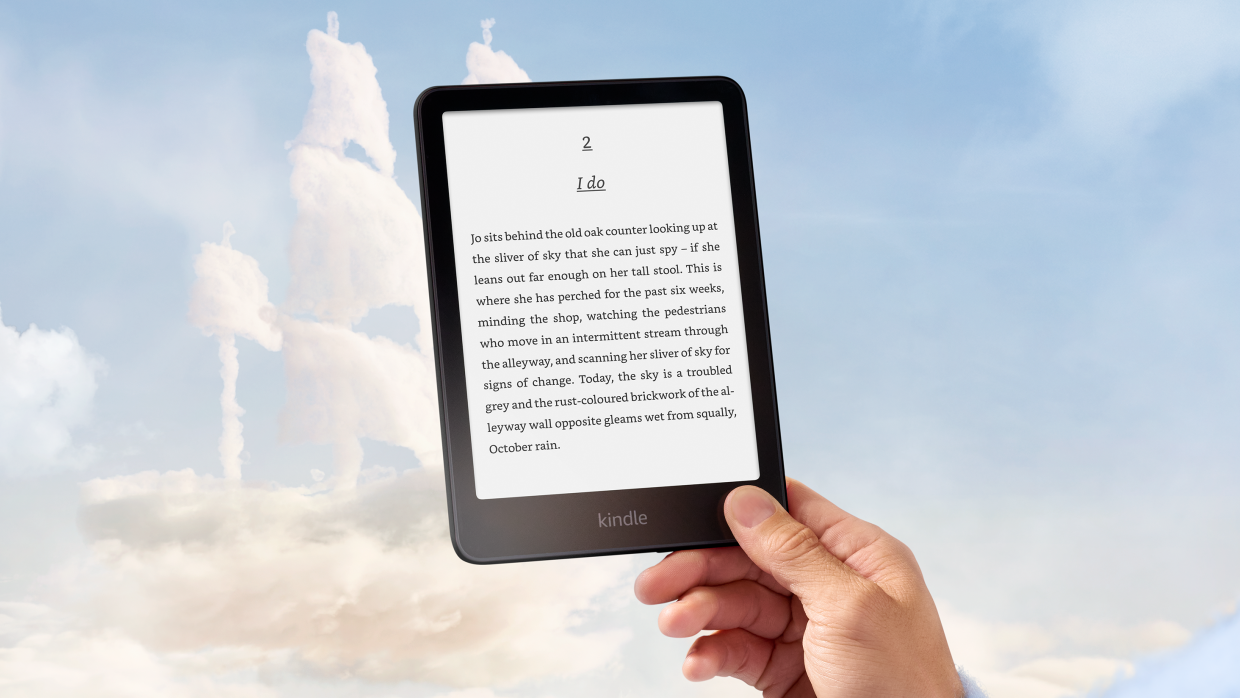 2
I do
Jo sits behind the old oak counter looking up at
the sliver of sky that she can just spy – if she
leans out far enough on her tall stool. This is
where she has perched for the past six weeks,
minding the shop, watching the pedestrians
who move in an intermittent stream through
the alleyway, and scanning her sliver of sky for
signs of change. Today, the sky is a troubled
grey and the rust-coloured brickwork of the al-
leyway wall opposite gleams wet from squally,
October rain.
kindle